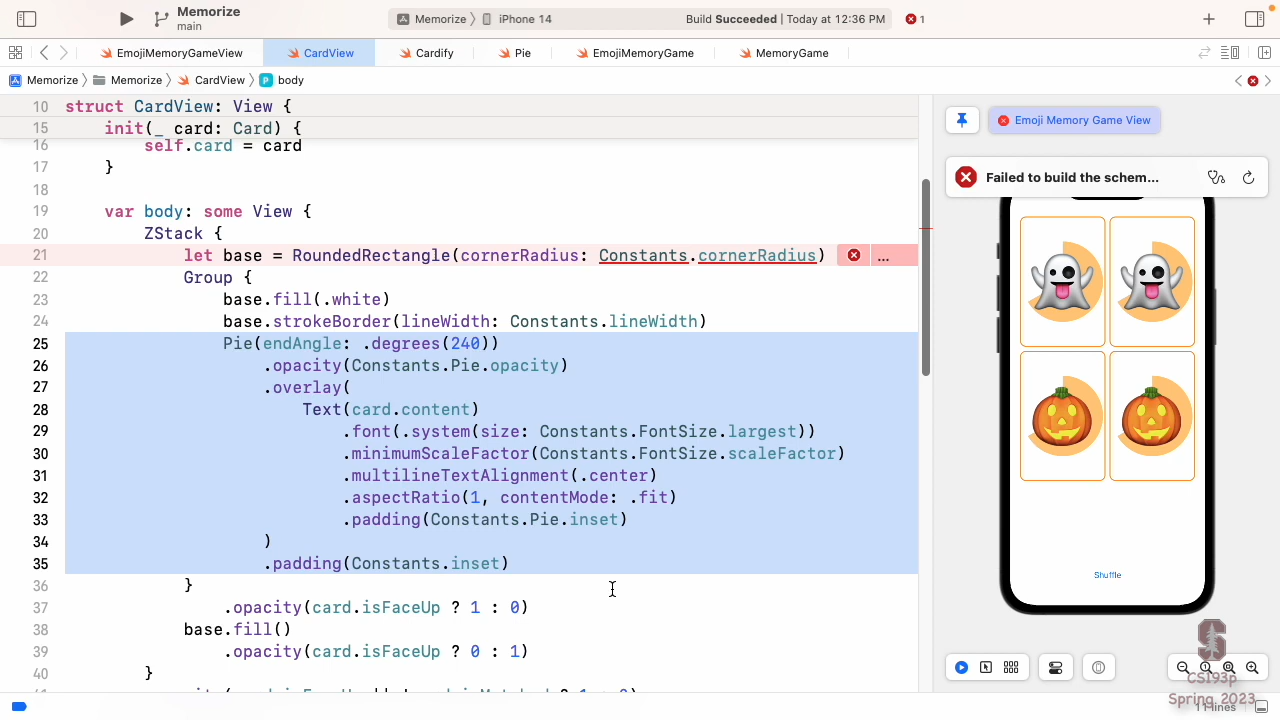 Memorize
main
Memorize 〉 iPhone 14
Build Succeeded | Today at 12:36 PM
1
EmojiMemoryGameView
CardView
Cardify
Pie
EmojiMemoryGame
MemoryGame
Memorize 〉 Memorize 〉 CardView 〉 P body
10 struct CardView: View {
15 init(_ card: Card) {
16 self.card = card
17 }
18
19 var body: some View {
20 ZStack {
21 let base = RoundedRectangle(cornerRadius: Constants.cornerRadius) ...
22 Group {
23 base.fill(.white)
24 base.strokeBorder(lineWidth: Constants.lineWidth)
25 Pie(endAngle: .degrees(240))
26 .opacity(Constants.Pie.opacity)
27 .overlay(
28 Text(card.content)
29 .font(.system(size: Constants.FontSize.largest))
30 .minimumScaleFactor(Constants.FontSize.scaleFactor)
31 .multilineTextAlignment(.center)
32 .aspectRatio(1, contentMode: .fit)
33 .padding(Constants.Pie.inset)
34 )
35 .padding(Constants.inset)
36 }
37 .opacity(card.isFaceUp ? 1 : 0)
38 base.fill()
39 .opacity(card.isFaceUp ? 0 : 1)
40 }
Emoji Memory Game View
Failed to build the schem...
Shuffle
CS193p
Spring 2023
11 lines